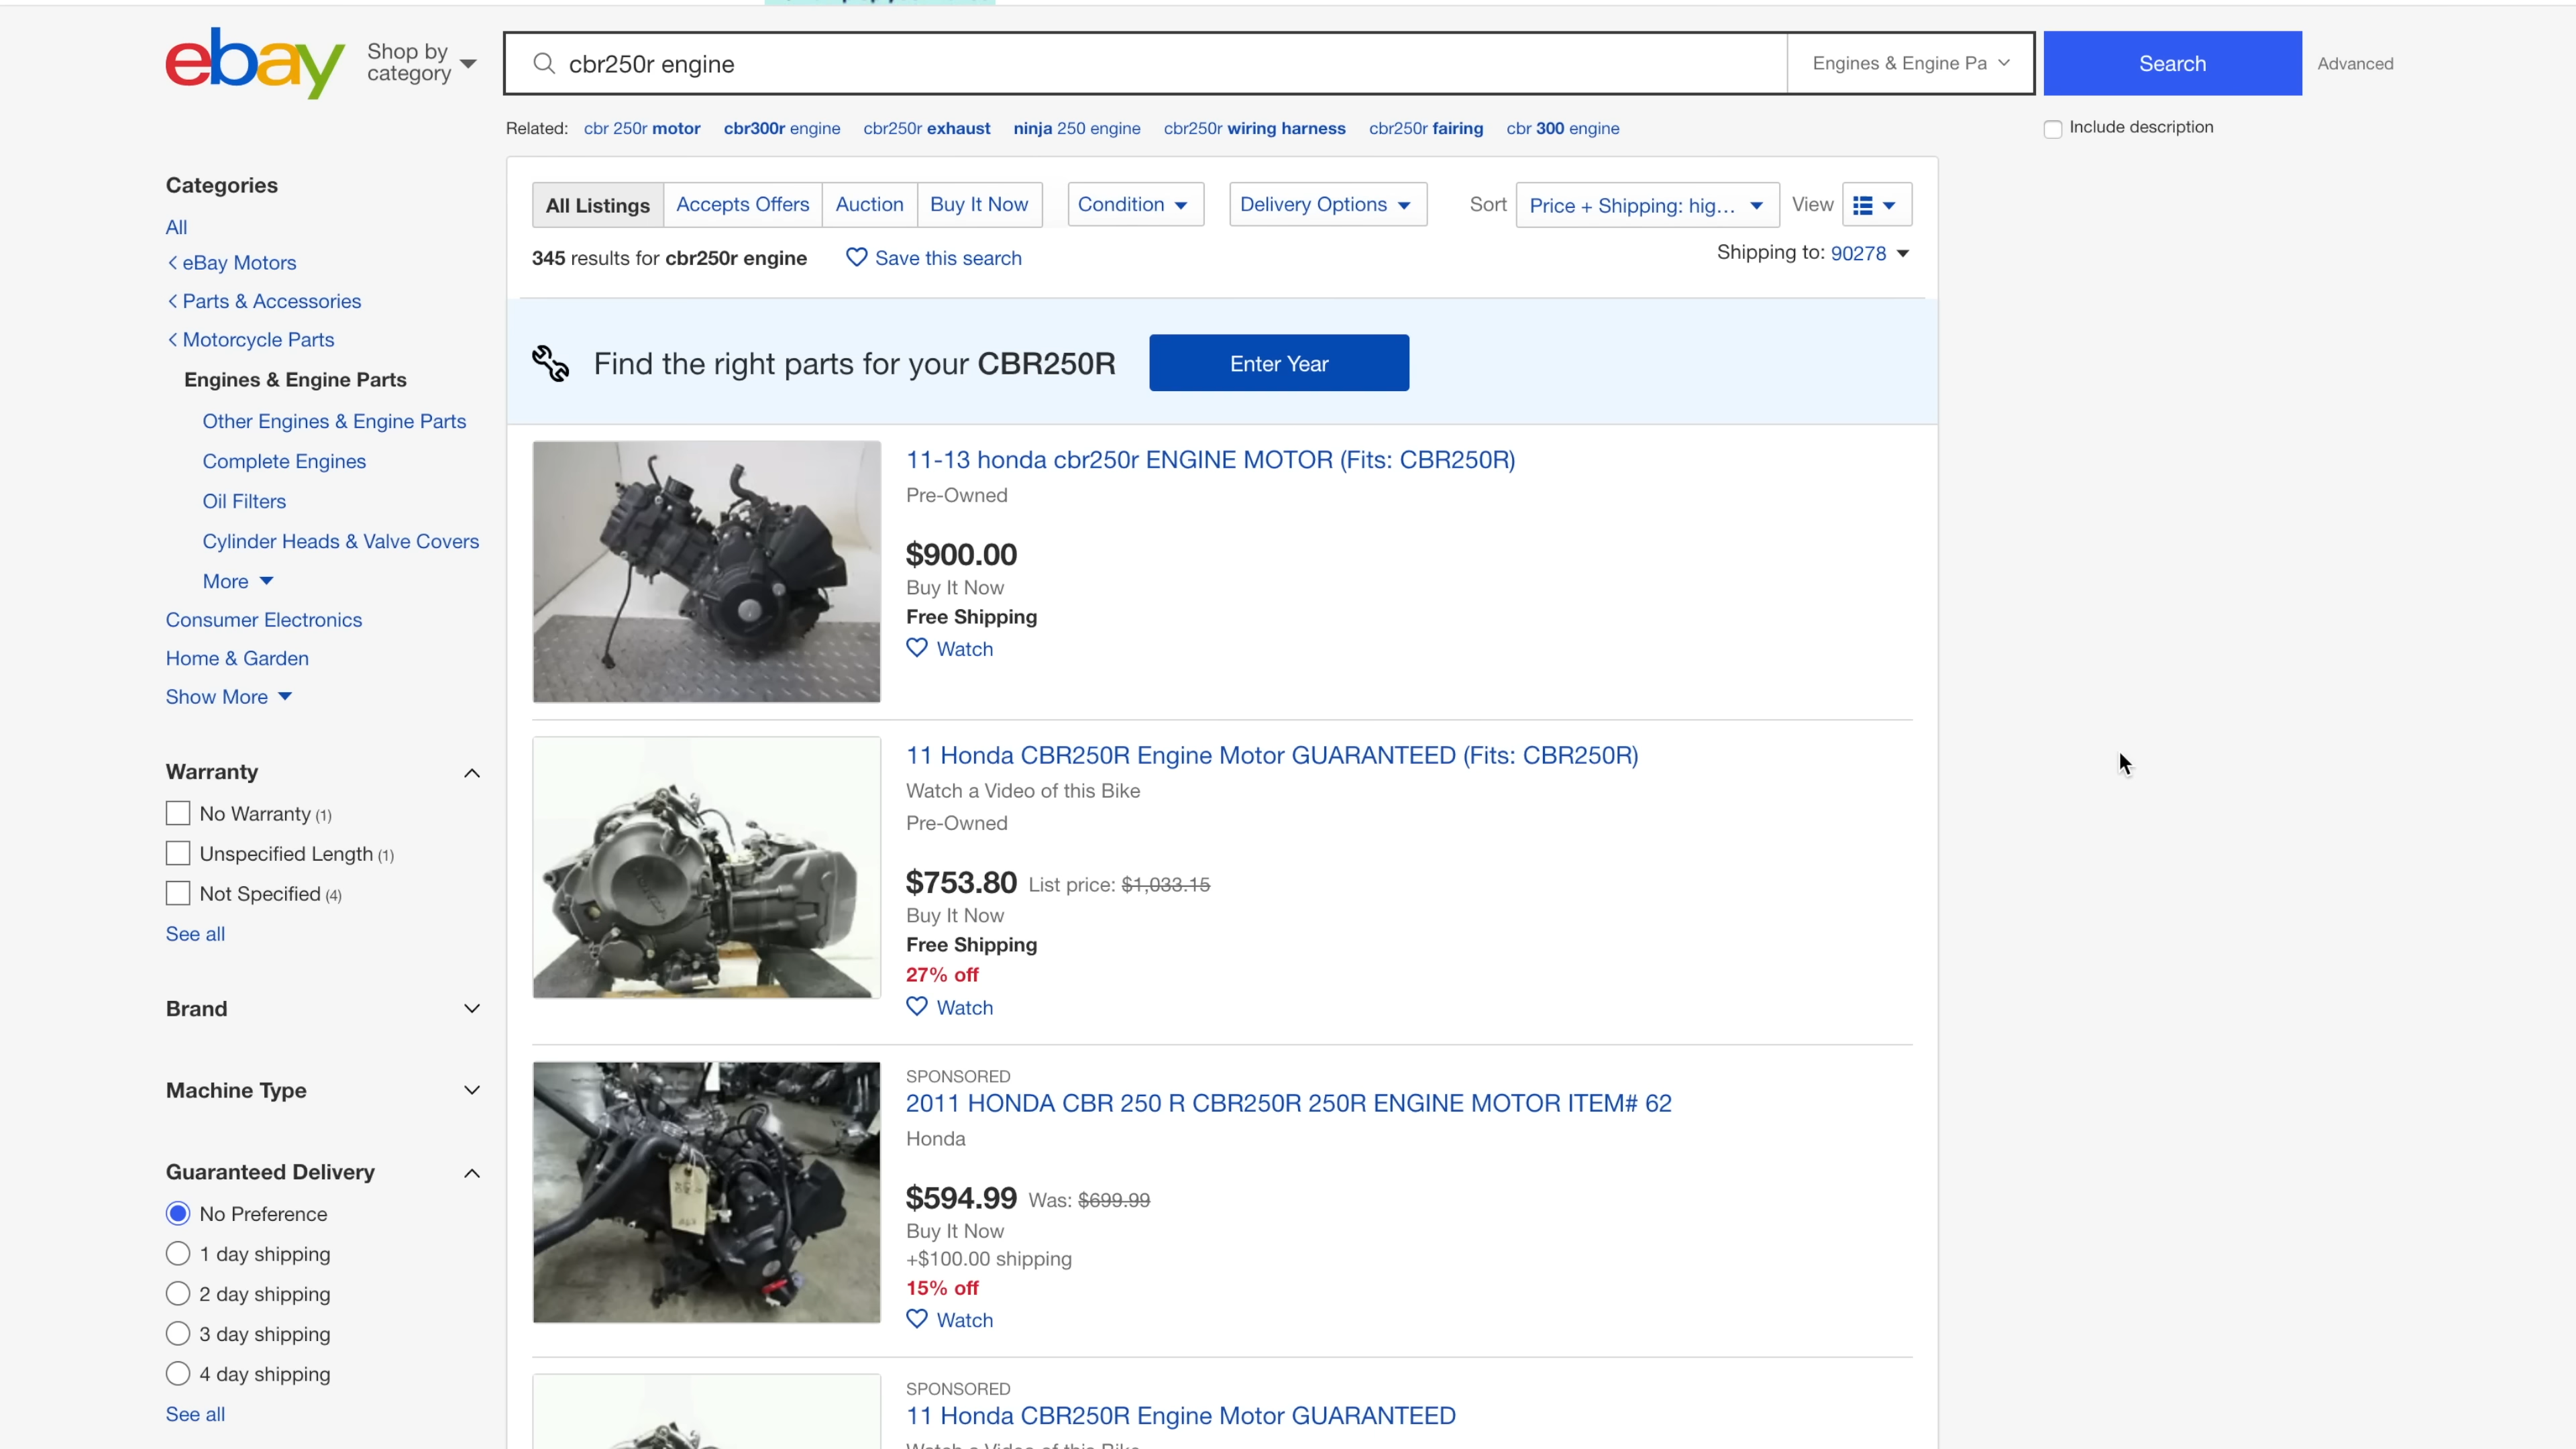 ebay
Shop by
category
cbr250r engine
Engines & Engine Pa
Search
Advanced
Related: cbr 250r motor cbr300r engine cbr250r exhaust ninja 250 engine cbr250r wiring harness cbr250r fairing cbr 300 engine
Include description
Categories
All
eBay Motors
Parts & Accessories
Motorcycle Parts
Engines & Engine Parts
Other Engines & Engine Parts
Complete Engines
Oil Filters
Cylinder Heads & Valve Covers
More
Consumer Electronics
Home & Garden
Show More
Warranty
No Warranty (1)
Unspecified Length (1)
Not Specified (4)
See all
Brand
Machine Type
Guaranteed Delivery
No Preference
1 day shipping
2 day shipping
3 day shipping
4 day shipping
See all
All Listings Accepts Offers Auction Buy It Now Condition Delivery Options Sort Price + Shipping: hig... View
345 results for cbr250r engine Save this search
Shipping to: 90278
Find the right parts for your CBR250R Enter Year
11-13 honda cbr250r ENGINE MOTOR (Fits: CBR250R)
Pre-Owned
$900.00
Buy It Now
Free Shipping
Watch
11 Honda CBR250R Engine Motor GUARANTEED (Fits: CBR250R)
Watch a Video of this Bike
Pre-Owned
$753.80 List price: $1,033.15
Buy It Now
Free Shipping
27% off
Watch
SPONSORED
2011 HONDA CBR 250 R CBR250R 250R ENGINE MOTOR ITEM# 62
Honda
$594.99 Was: $699.99
Buy It Now
+$100.00 shipping
15% off
Watch
SPONSORED
11 Honda CBR250R Engine Motor GUARANTEED
Watch a Video of this Bike